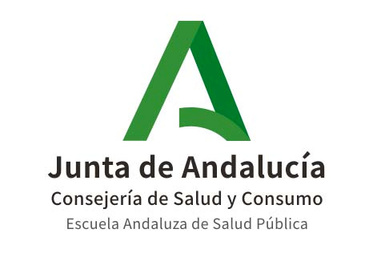 Junta de Andalucía
Consejería de Salud y Consumo
Escuela Andaluza de Salud Pública